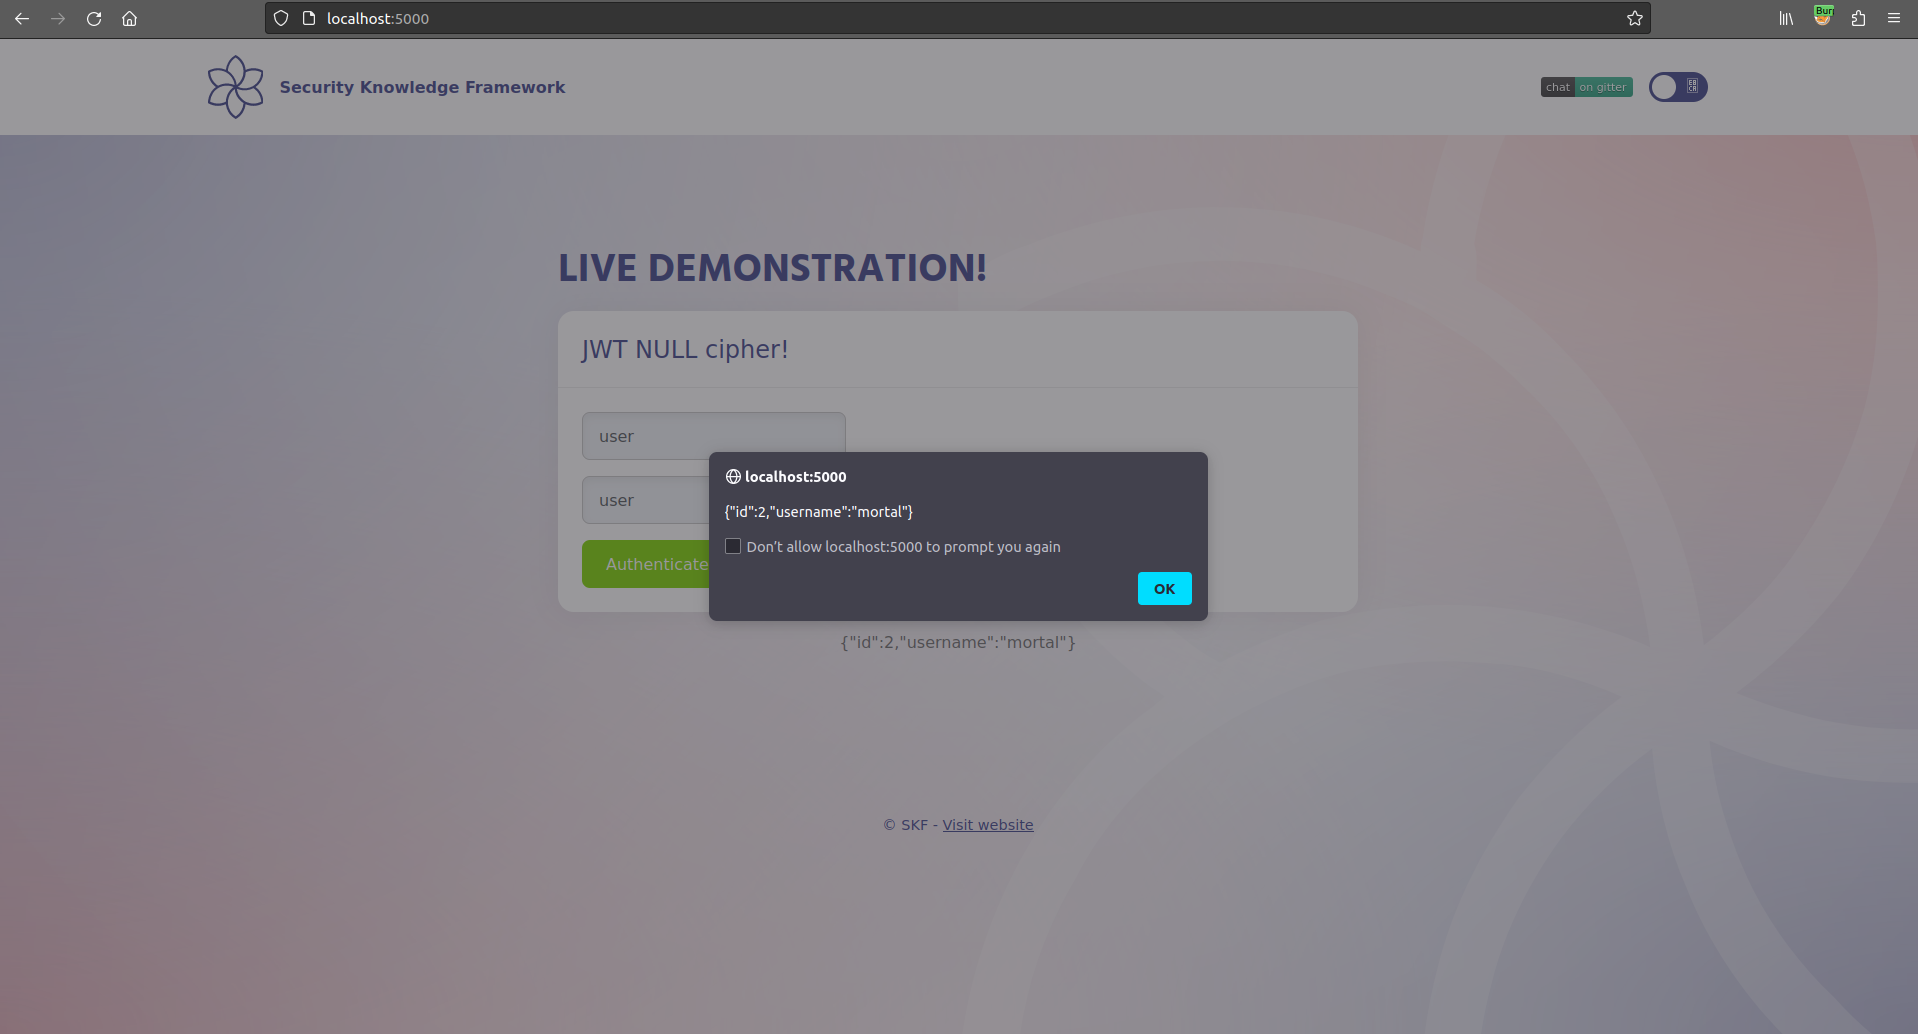 localhost:5000
Burp
Security Knowledge Framework
chat on gitter
LIVE DEMONSTRATION!
JWT NULL cipher!
user
user
Authenticate
localhost:5000
{"id":2,"username":"mortal"}
Don’t allow localhost:5000 to prompt you again
OK
{"id":2,"username":"mortal"}
© SKF - Visit website